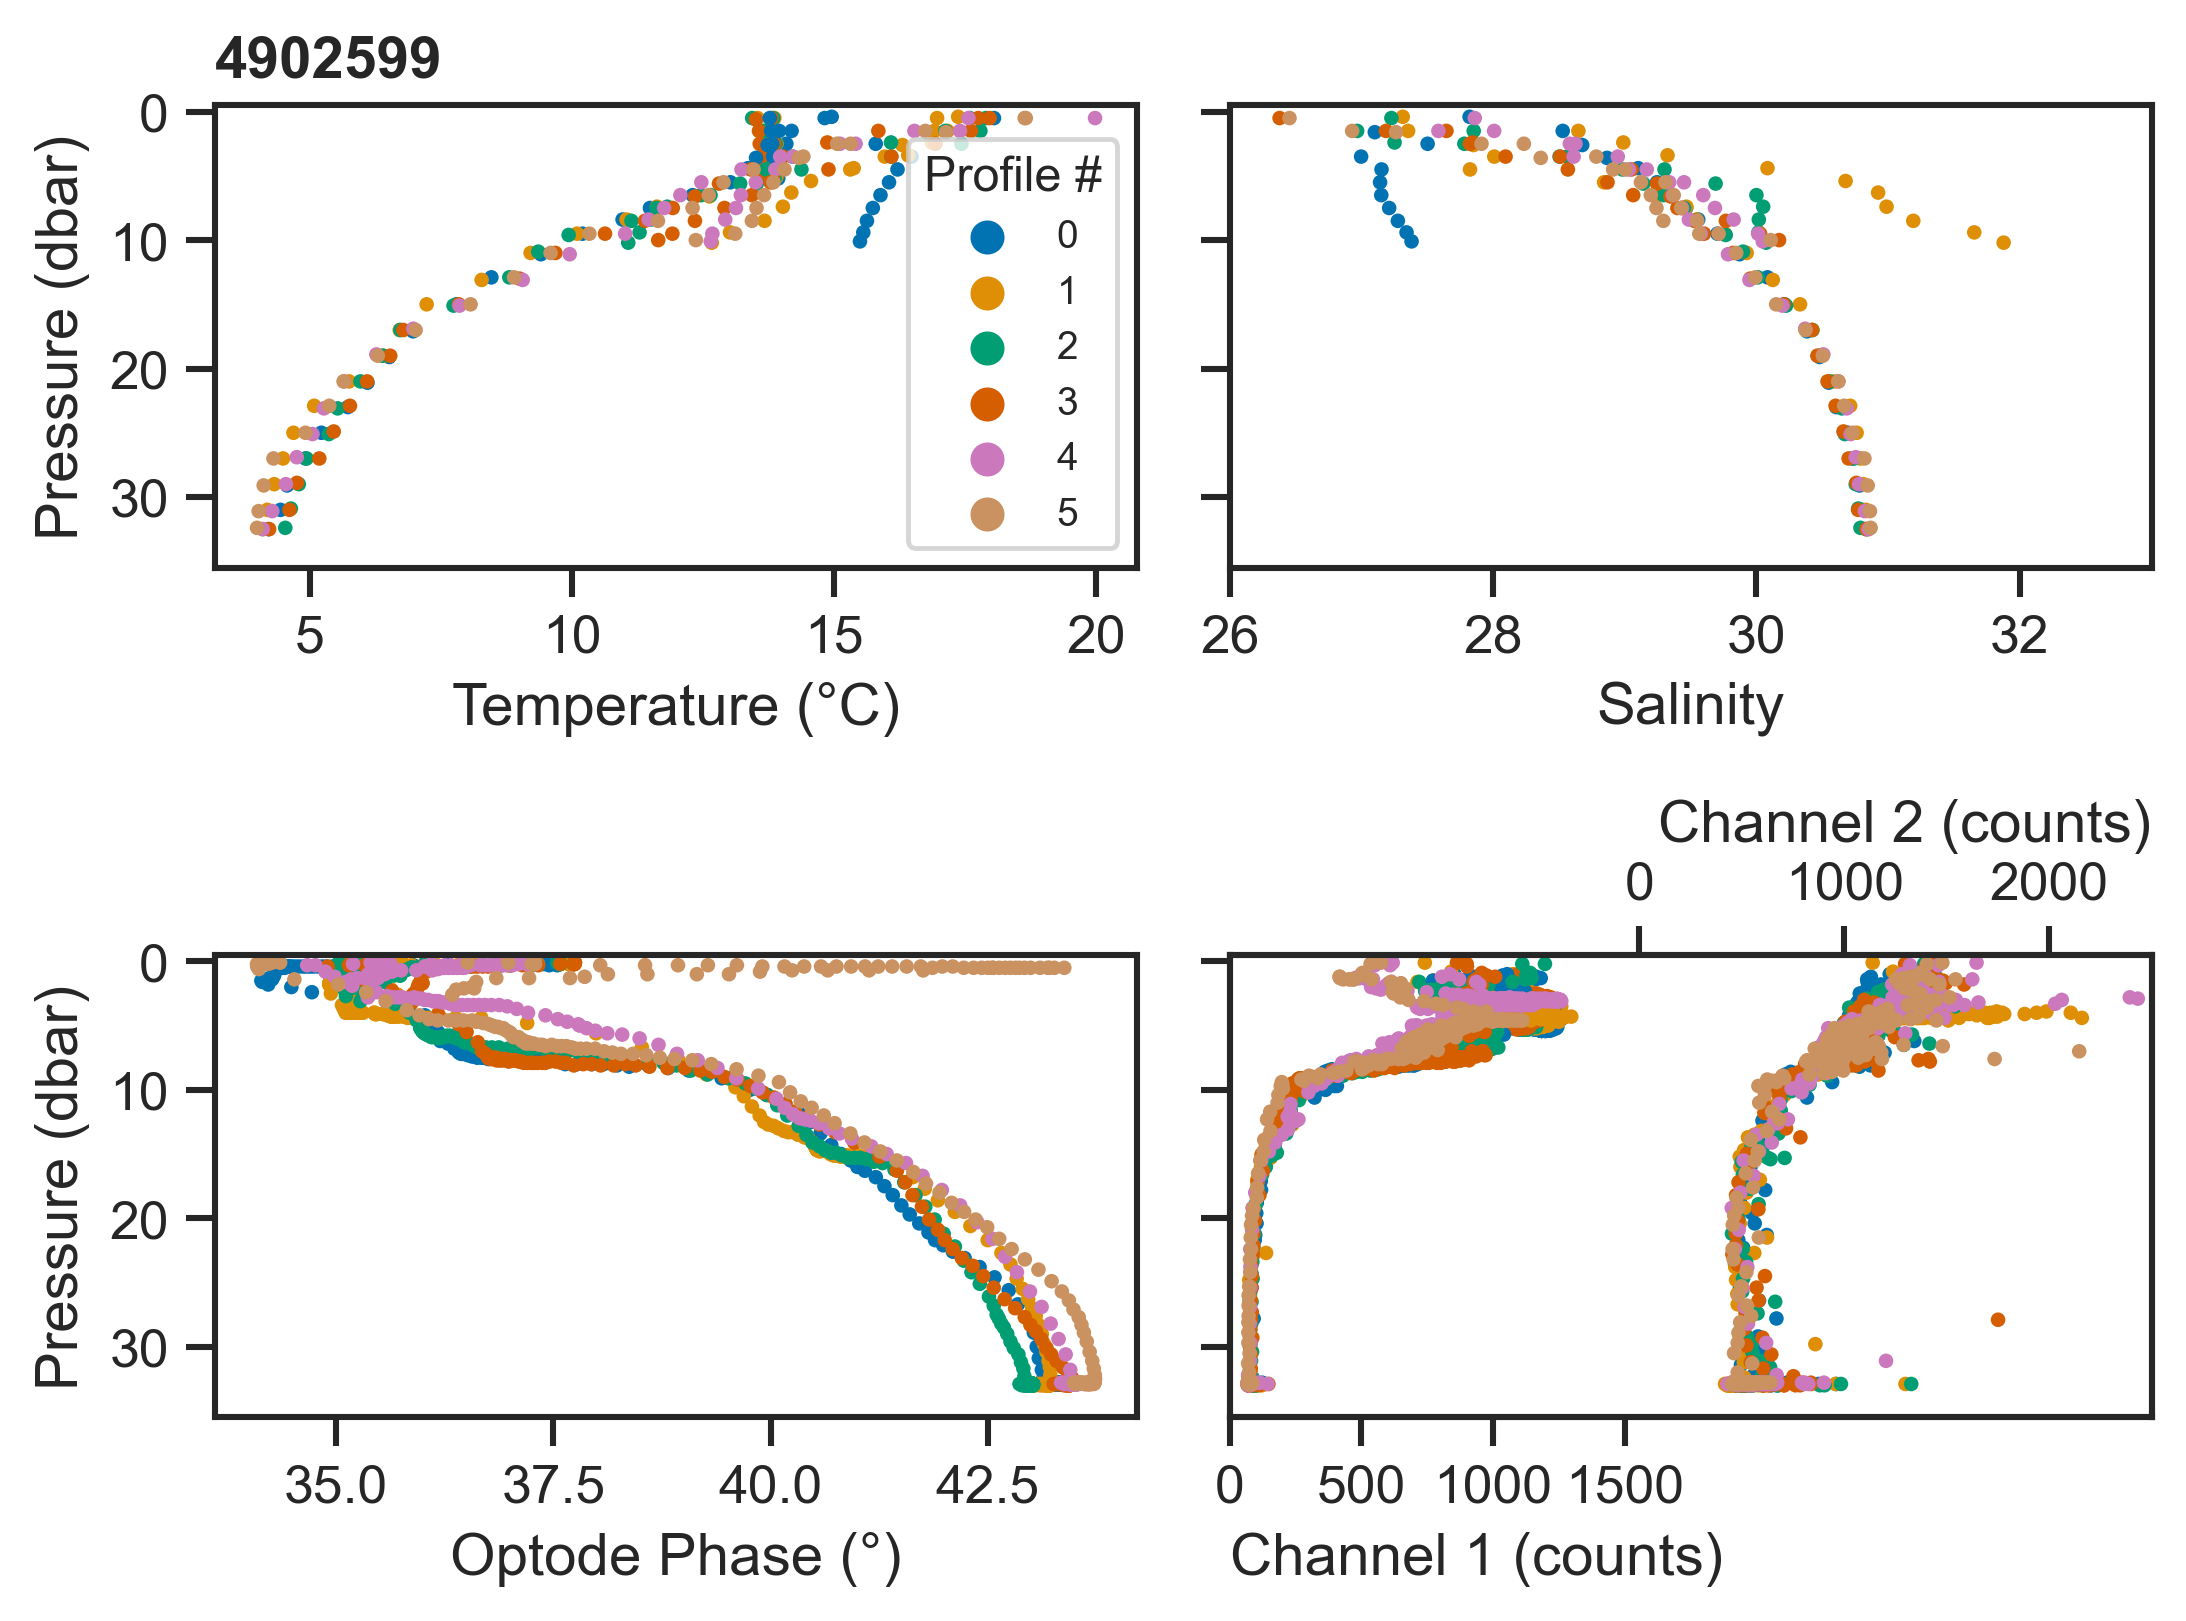 4902599
Pressure (dbar)
0
10
20
30
Profile #
0
1
2
3
4
5
5 10 15 20
Temperature (°C)
26 28 30 32
Salinity
Pressure (dbar)
0
10
20
30
35.0 37.5 40.0 42.5
Optode Phase (°)
Channel 2 (counts)
0 1000 2000
0 500 1000 1500
Channel 1 (counts)